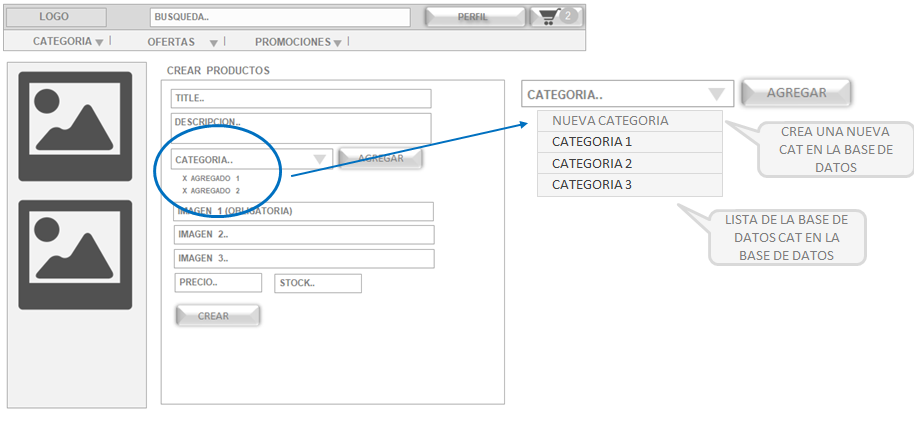 LOGO
BUSQUEDA..
PERFIL
2
CATEGORIA
OFERTAS
PROMOCIONES
CREAR PRODUCTOS
TITLE..
DESCRIPCION..
CATEGORIA..
AGREGAR
X AGREGADO 1
X AGREGADO 2
IMAGEN 1 (OBLIGATORIA)
IMAGEN 2..
IMAGEN 3..
PRECIO..
STOCK..
CREAR
CATEGORIA..
AGREGAR
NUEVA CATEGORIA
CATEGORIA 1
CATEGORIA 2
CATEGORIA 3
CREA UNA NUEVA
CAT EN LA BASE DE
DATOS
LISTA DE LA BASE DE
DATOS CAT EN LA
BASE DE DATOS